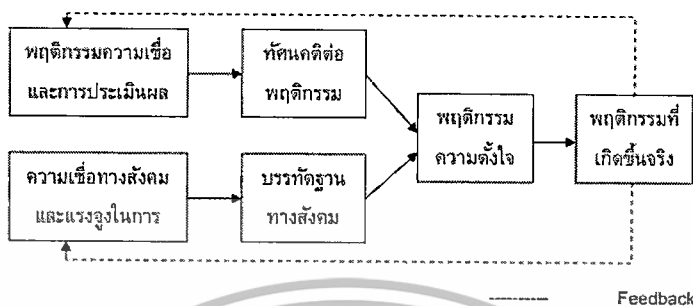 พฤติกรรมความเชื่อ
และการประเมินผล
ทัศนคติต่อ
พฤติกรรม
พฤติกรรม
ความตั้งใจ
พฤติกรรมที่
เกิดขึ้นจริง
ความเชื่อทางสังคม
และแรงจูงในการ
บรรทัดฐาน
ทางสังคม
Feedback